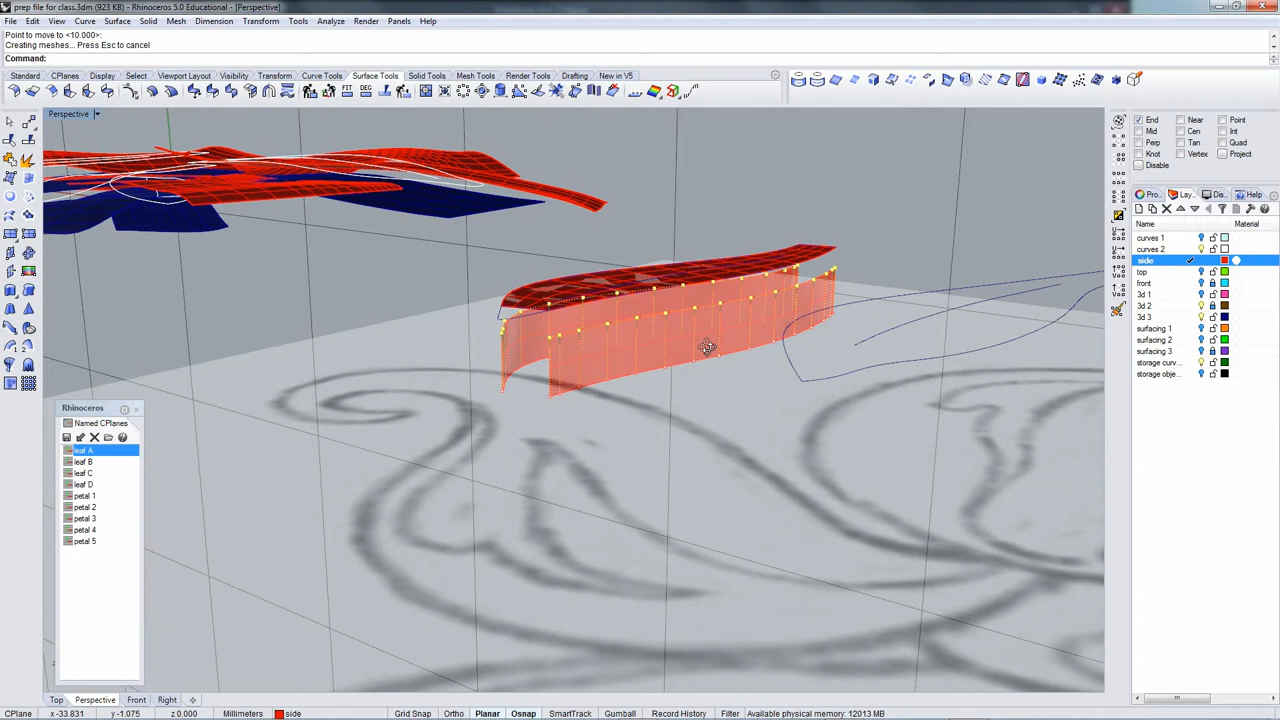 prep file for class.3dm (923 KB) - Rhinoceros 5.0 Educational - [Perspective]
File Edit View Curve Surface Solid Mesh Dimension Transform Tools Analyze Render Panels Help
Point to move to <10.000>:
Creating meshes... Press Esc to cancel
Command:
Standard CPlanes Display Select Viewport Layout Visibility Transform Curve Tools Surface Tools Solid Tools Mesh Tools Render Tools Drafting New in V5
FIT DEG
Perspective
End Near Point
Mid Cen Int
Perp Tan Quad
Knot Vertex Project
Disable
Pro... Lay... Dis... Help
Name Material
curves 1
curves 2
side
top
front
3d 1
3d 2
3d 3
surfacing 1
surfacing 2
surfacing 3
storage curv...
storage obje...
Rhinoceros
Named CPlanes
leaf A
leaf B
leaf C
leaf D
petal 1
petal 2
petal 3
petal 4
petal 5
Top Perspective Front Right
CPlane x -33.831 y -1.075 z 0.000 Millimeters side Grid Snap Ortho Planar Osnap SmartTrack Gumball Record History Filter Available physical memory: 12013 MB